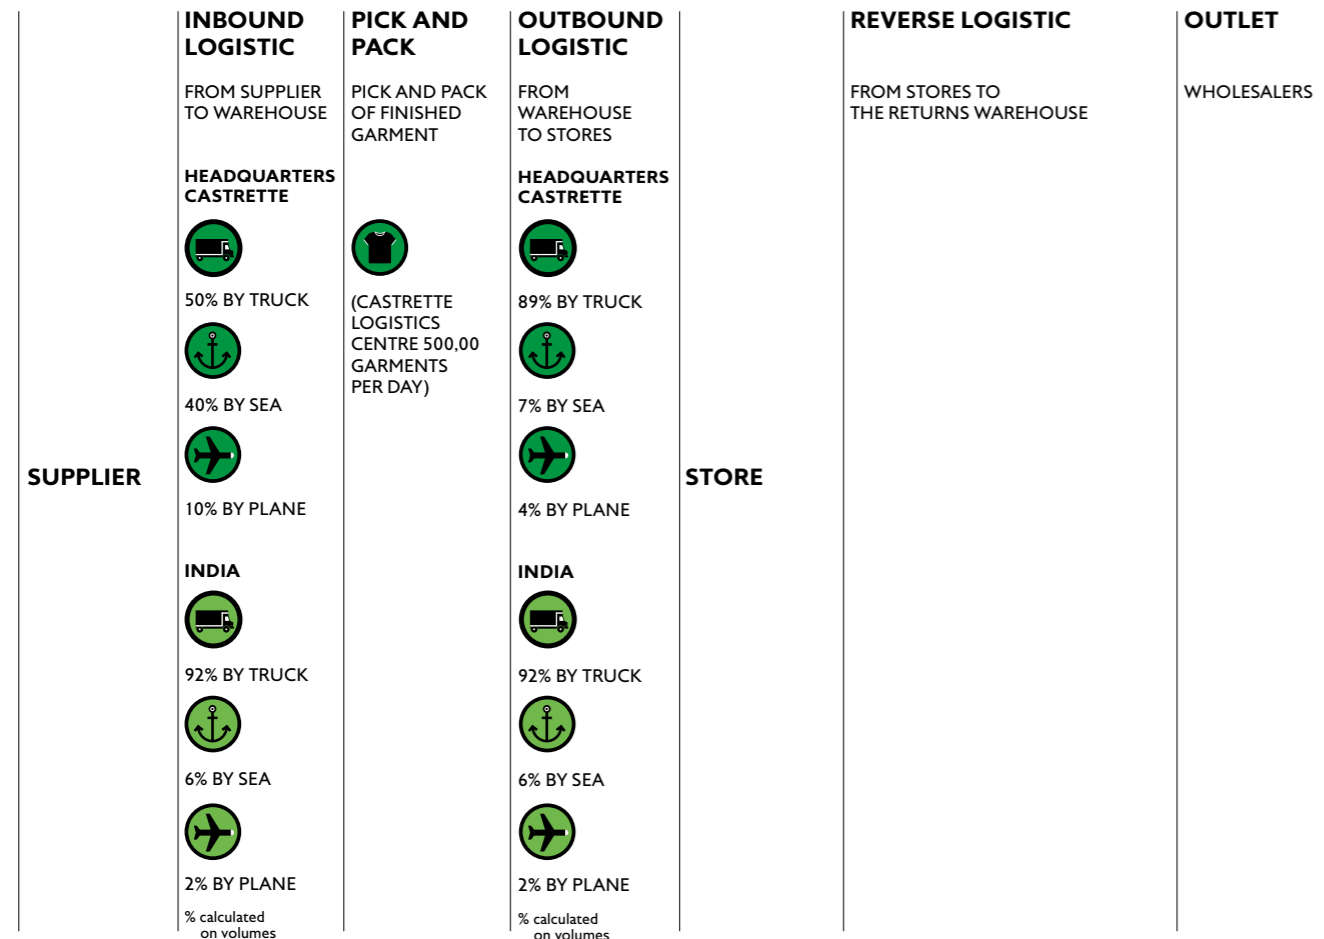 SUPPLIER
INBOUND
LOGISTIC
FROM SUPPLIER
TO WAREHOUSE
HEADQUARTERS
CASTRETTE
50% BY TRUCK
40% BY SEA
10% BY PLANE
INDIA
92% BY TRUCK
6% BY SEA
2% BY PLANE
% calculated
on volumes
PICK AND
PACK
PICK AND PACK
OF FINISHED
GARMENT
(CASTRETTE
LOGISTICS
CENTRE 500,00
GARMENTS
PER DAY)
OUTBOUND
LOGISTIC
FROM
WAREHOUSE
TO STORES
HEADQUARTERS
CASTRETTE
89% BY TRUCK
7% BY SEA
4% BY PLANE
INDIA
92% BY TRUCK
6% BY SEA
2% BY PLANE
% calculated
on volumes
STORE
REVERSE LOGISTIC
FROM STORES TO
THE RETURNS WAREHOUSE
OUTLET
WHOLESALERS